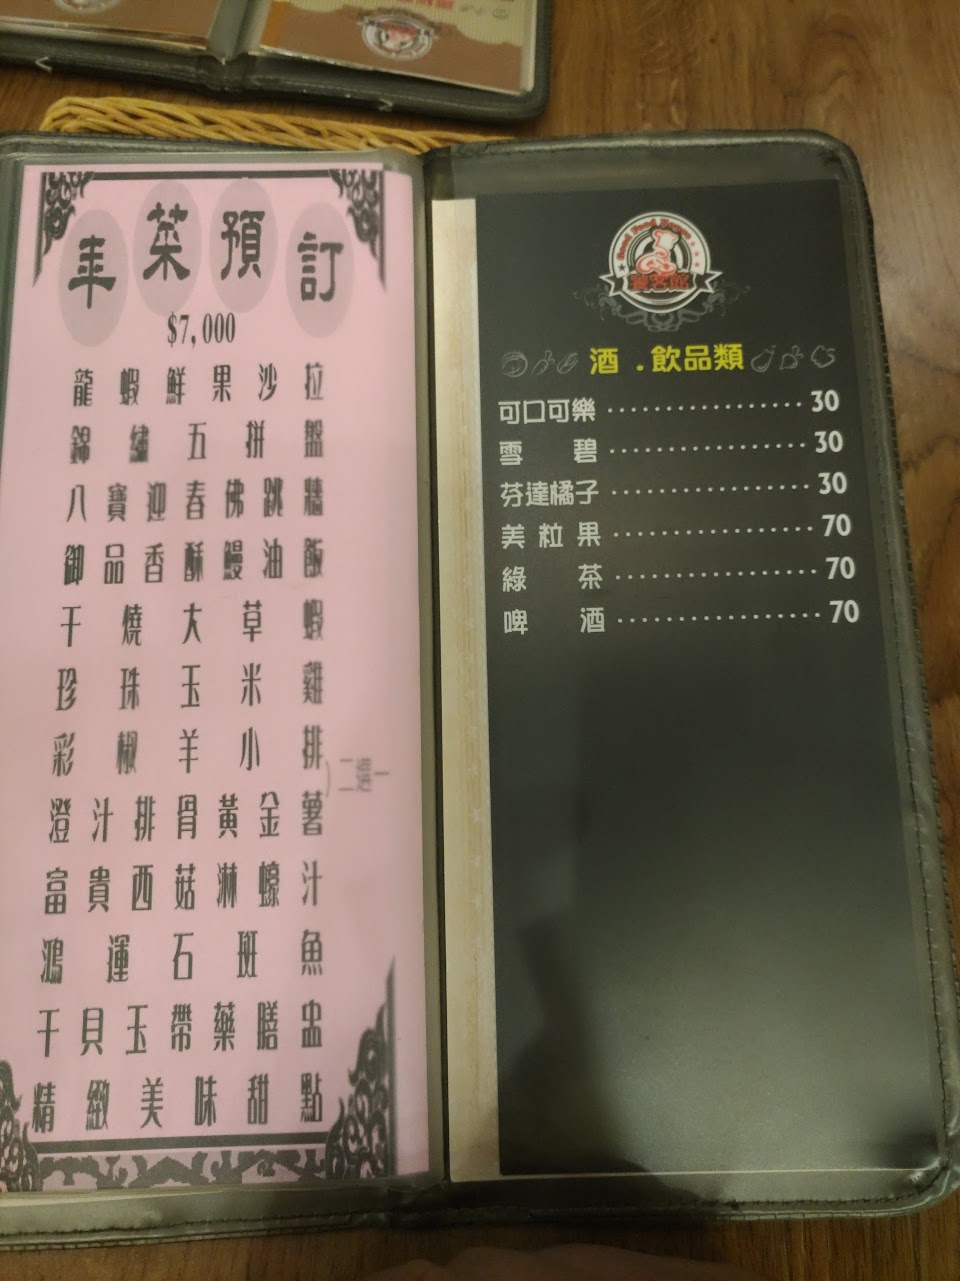 年菜預訂
$7,000
龍蝦鮮果沙拉
錦繡五拼盤
八寶迎春佛跳牆
御品香酥鰻油飯
干燒大草蝦
珍珠玉米雞
彩椒羊小排
澄汁排骨黃金薯
富貴西菇淋蠔汁
鴻運石斑魚
干貝玉帶藥膳盅
精緻美味甜點
饕客館
酒.飲品類
可口可樂 ·················· 30
雪碧 ·················· 30
芬達橘子 ·················· 30
美粒果 ·················· 70
綠茶 ·················· 70
啤酒 ·················· 70